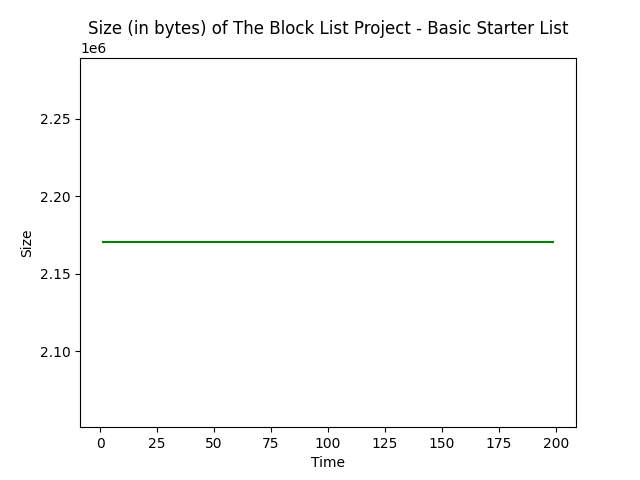 Size (in bytes) of The Block List Project - Basic Starter List
1e6
2.25
2.20
2.15
2.10
Size
0 25 50 75 100 125 150 175 200
Time